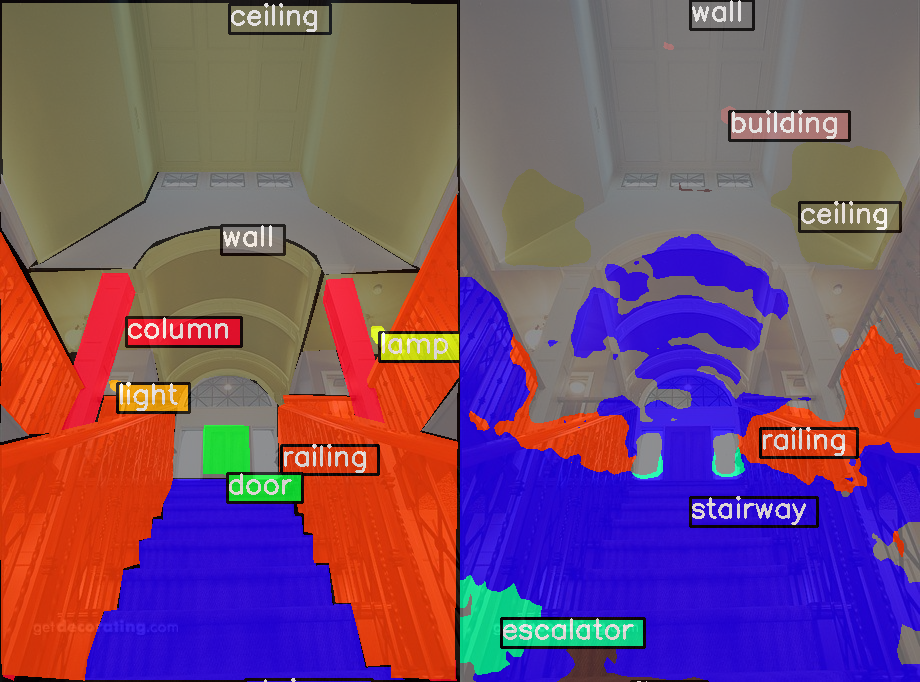 ceiling
wall
column
lamp
light
railing
door
getdecorating.com
wall
building
ceiling
railing
stairway
escalator